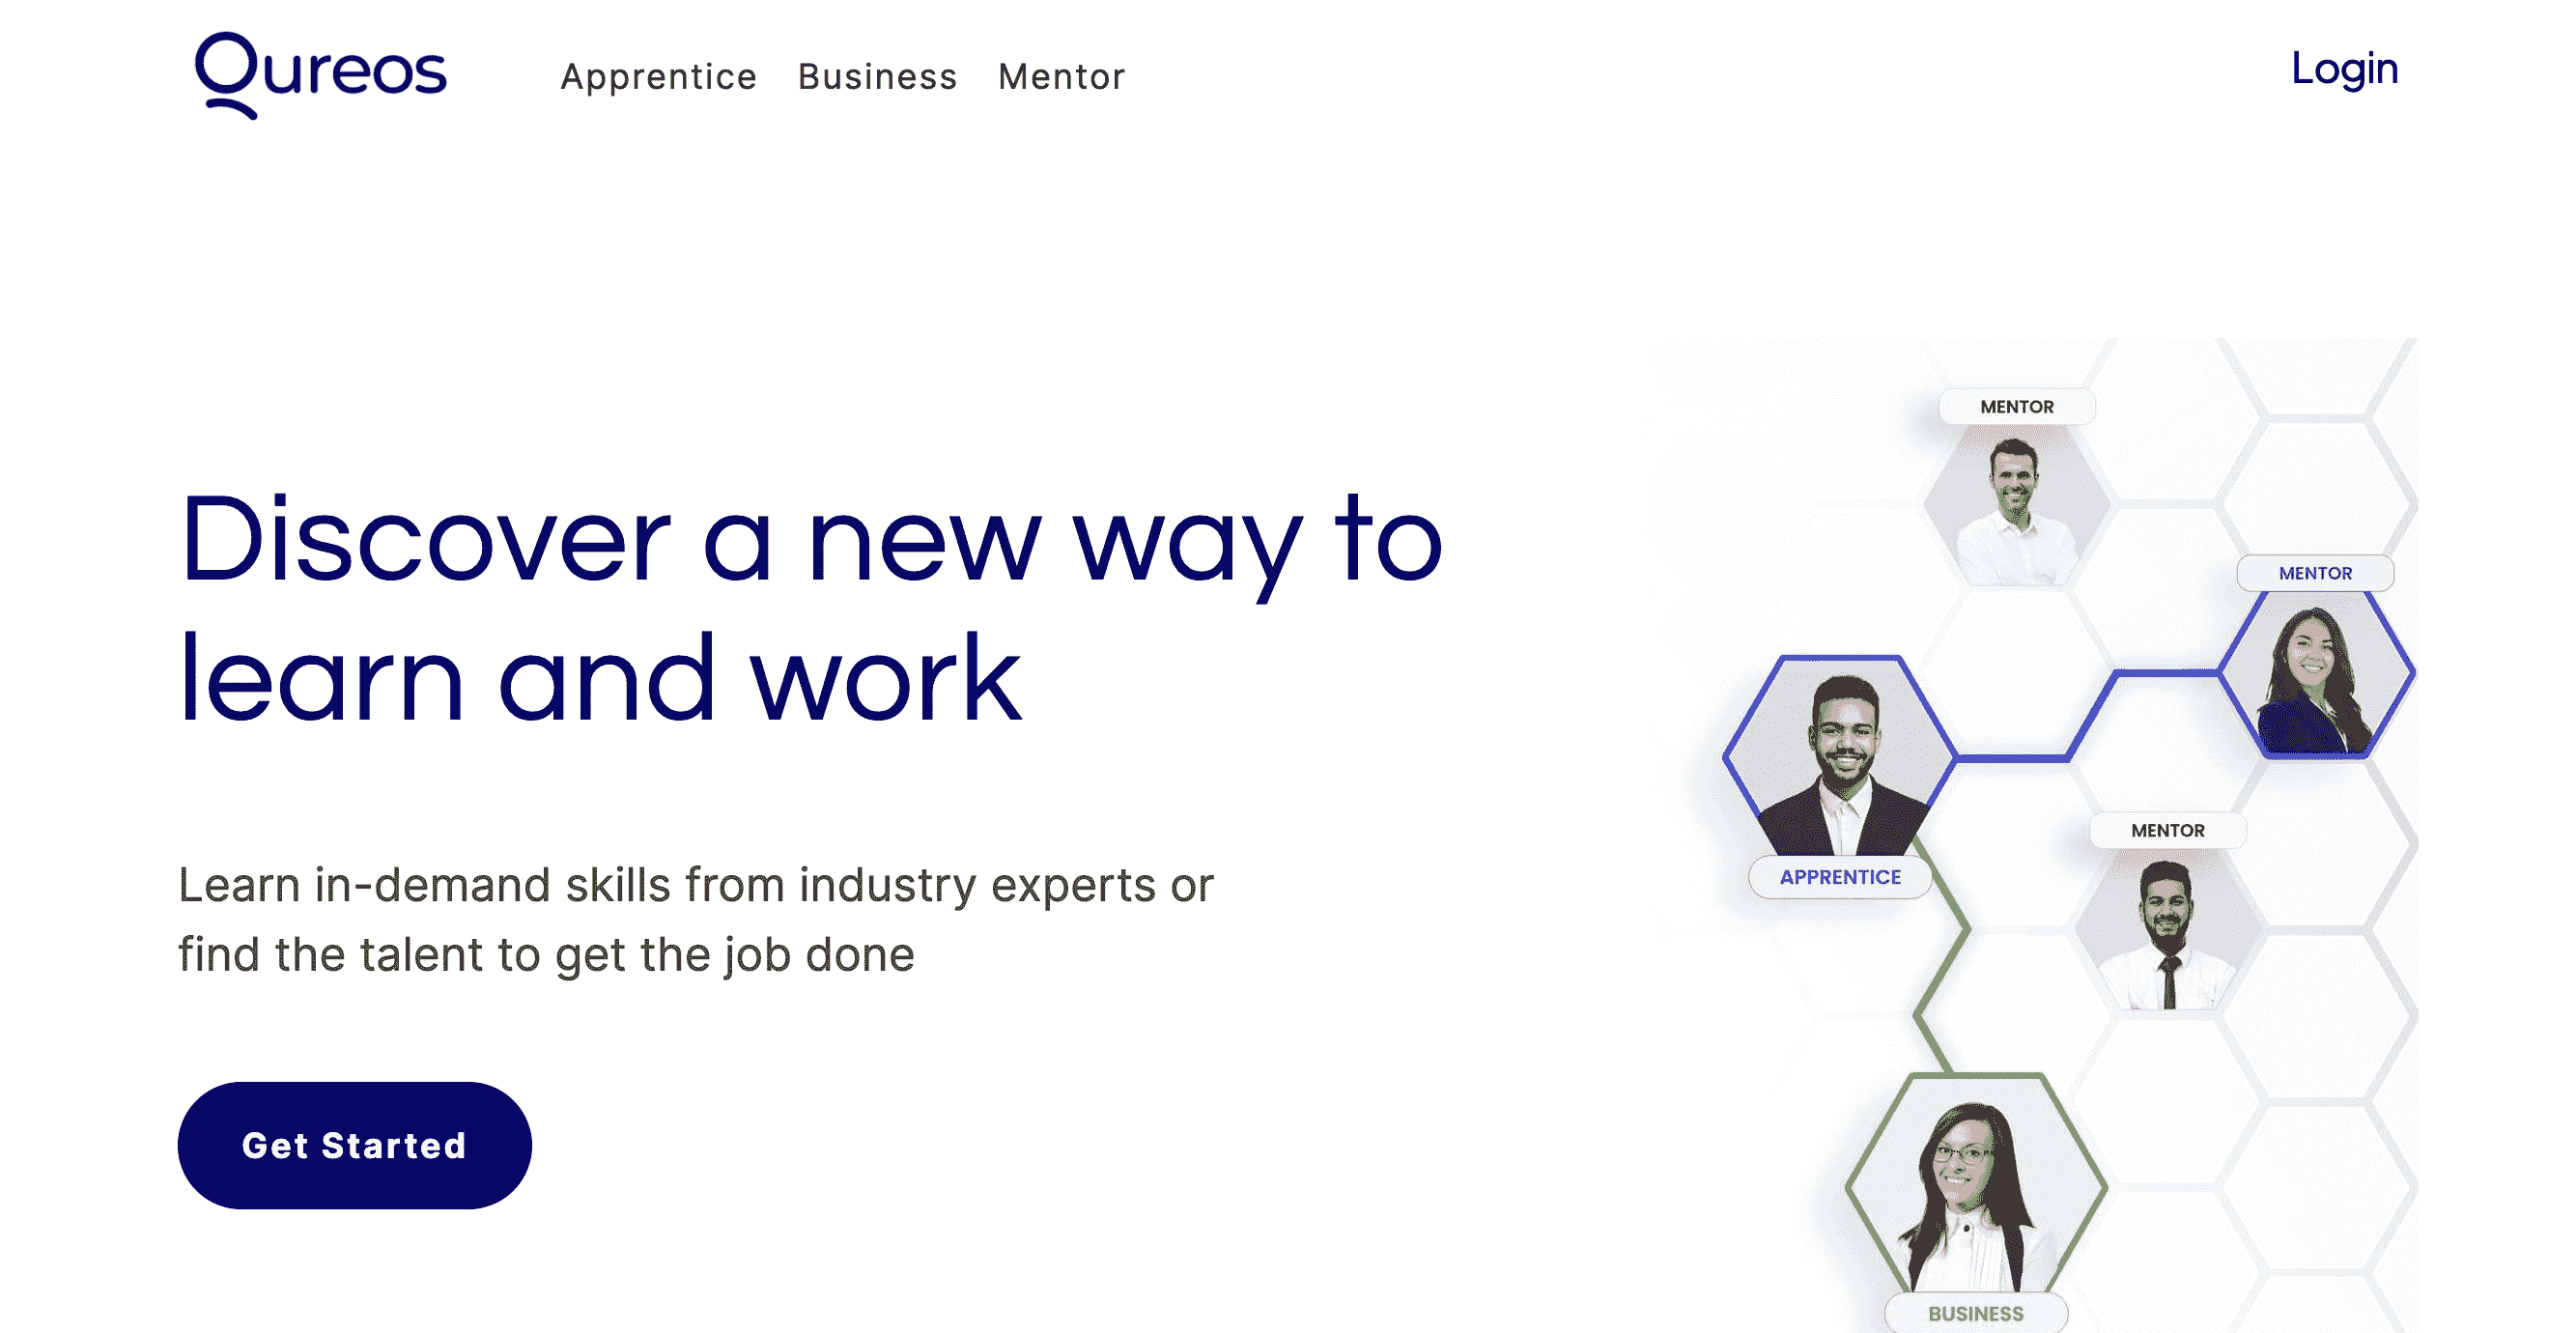 Qureos
Apprentice Business Mentor
Login
Discover a new way to
learn and work
Learn in-demand skills from industry experts or
find the talent to get the job done
Get Started
MENTOR
MENTOR
APPRENTICE
MENTOR
BUSINESS